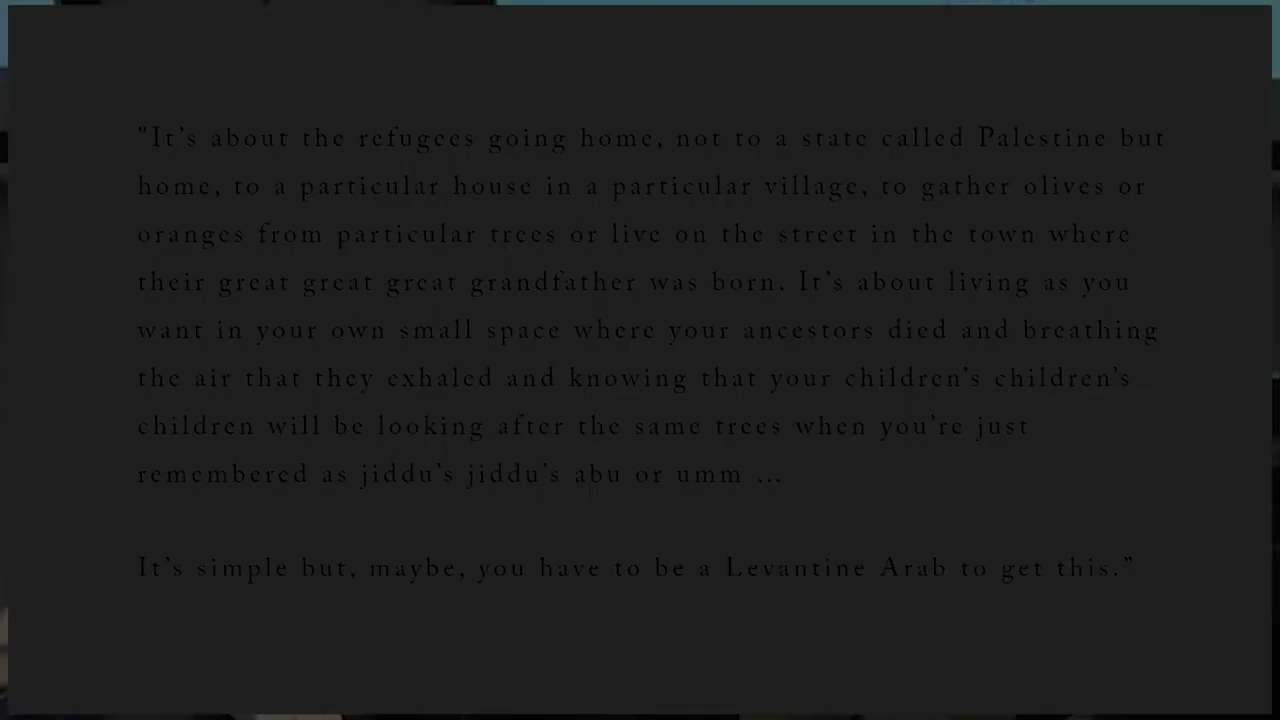 "It’s about the refugees going home, not to a state called Palestine but
home, to a particular house in a particular village, to gather olives or
oranges from particular trees or live on the street in the town where
their great great great grandfather was born. It’s about living as you
want in your own small space where your ancestors died and breathing
the air that they exhaled and knowing that your children’s children’s
children will be looking after the same trees when you’re just
remembered as jiddu’s jiddu’s abu or umm ...
It’s simple but, maybe, you have to be a Levantine Arab to get this.”